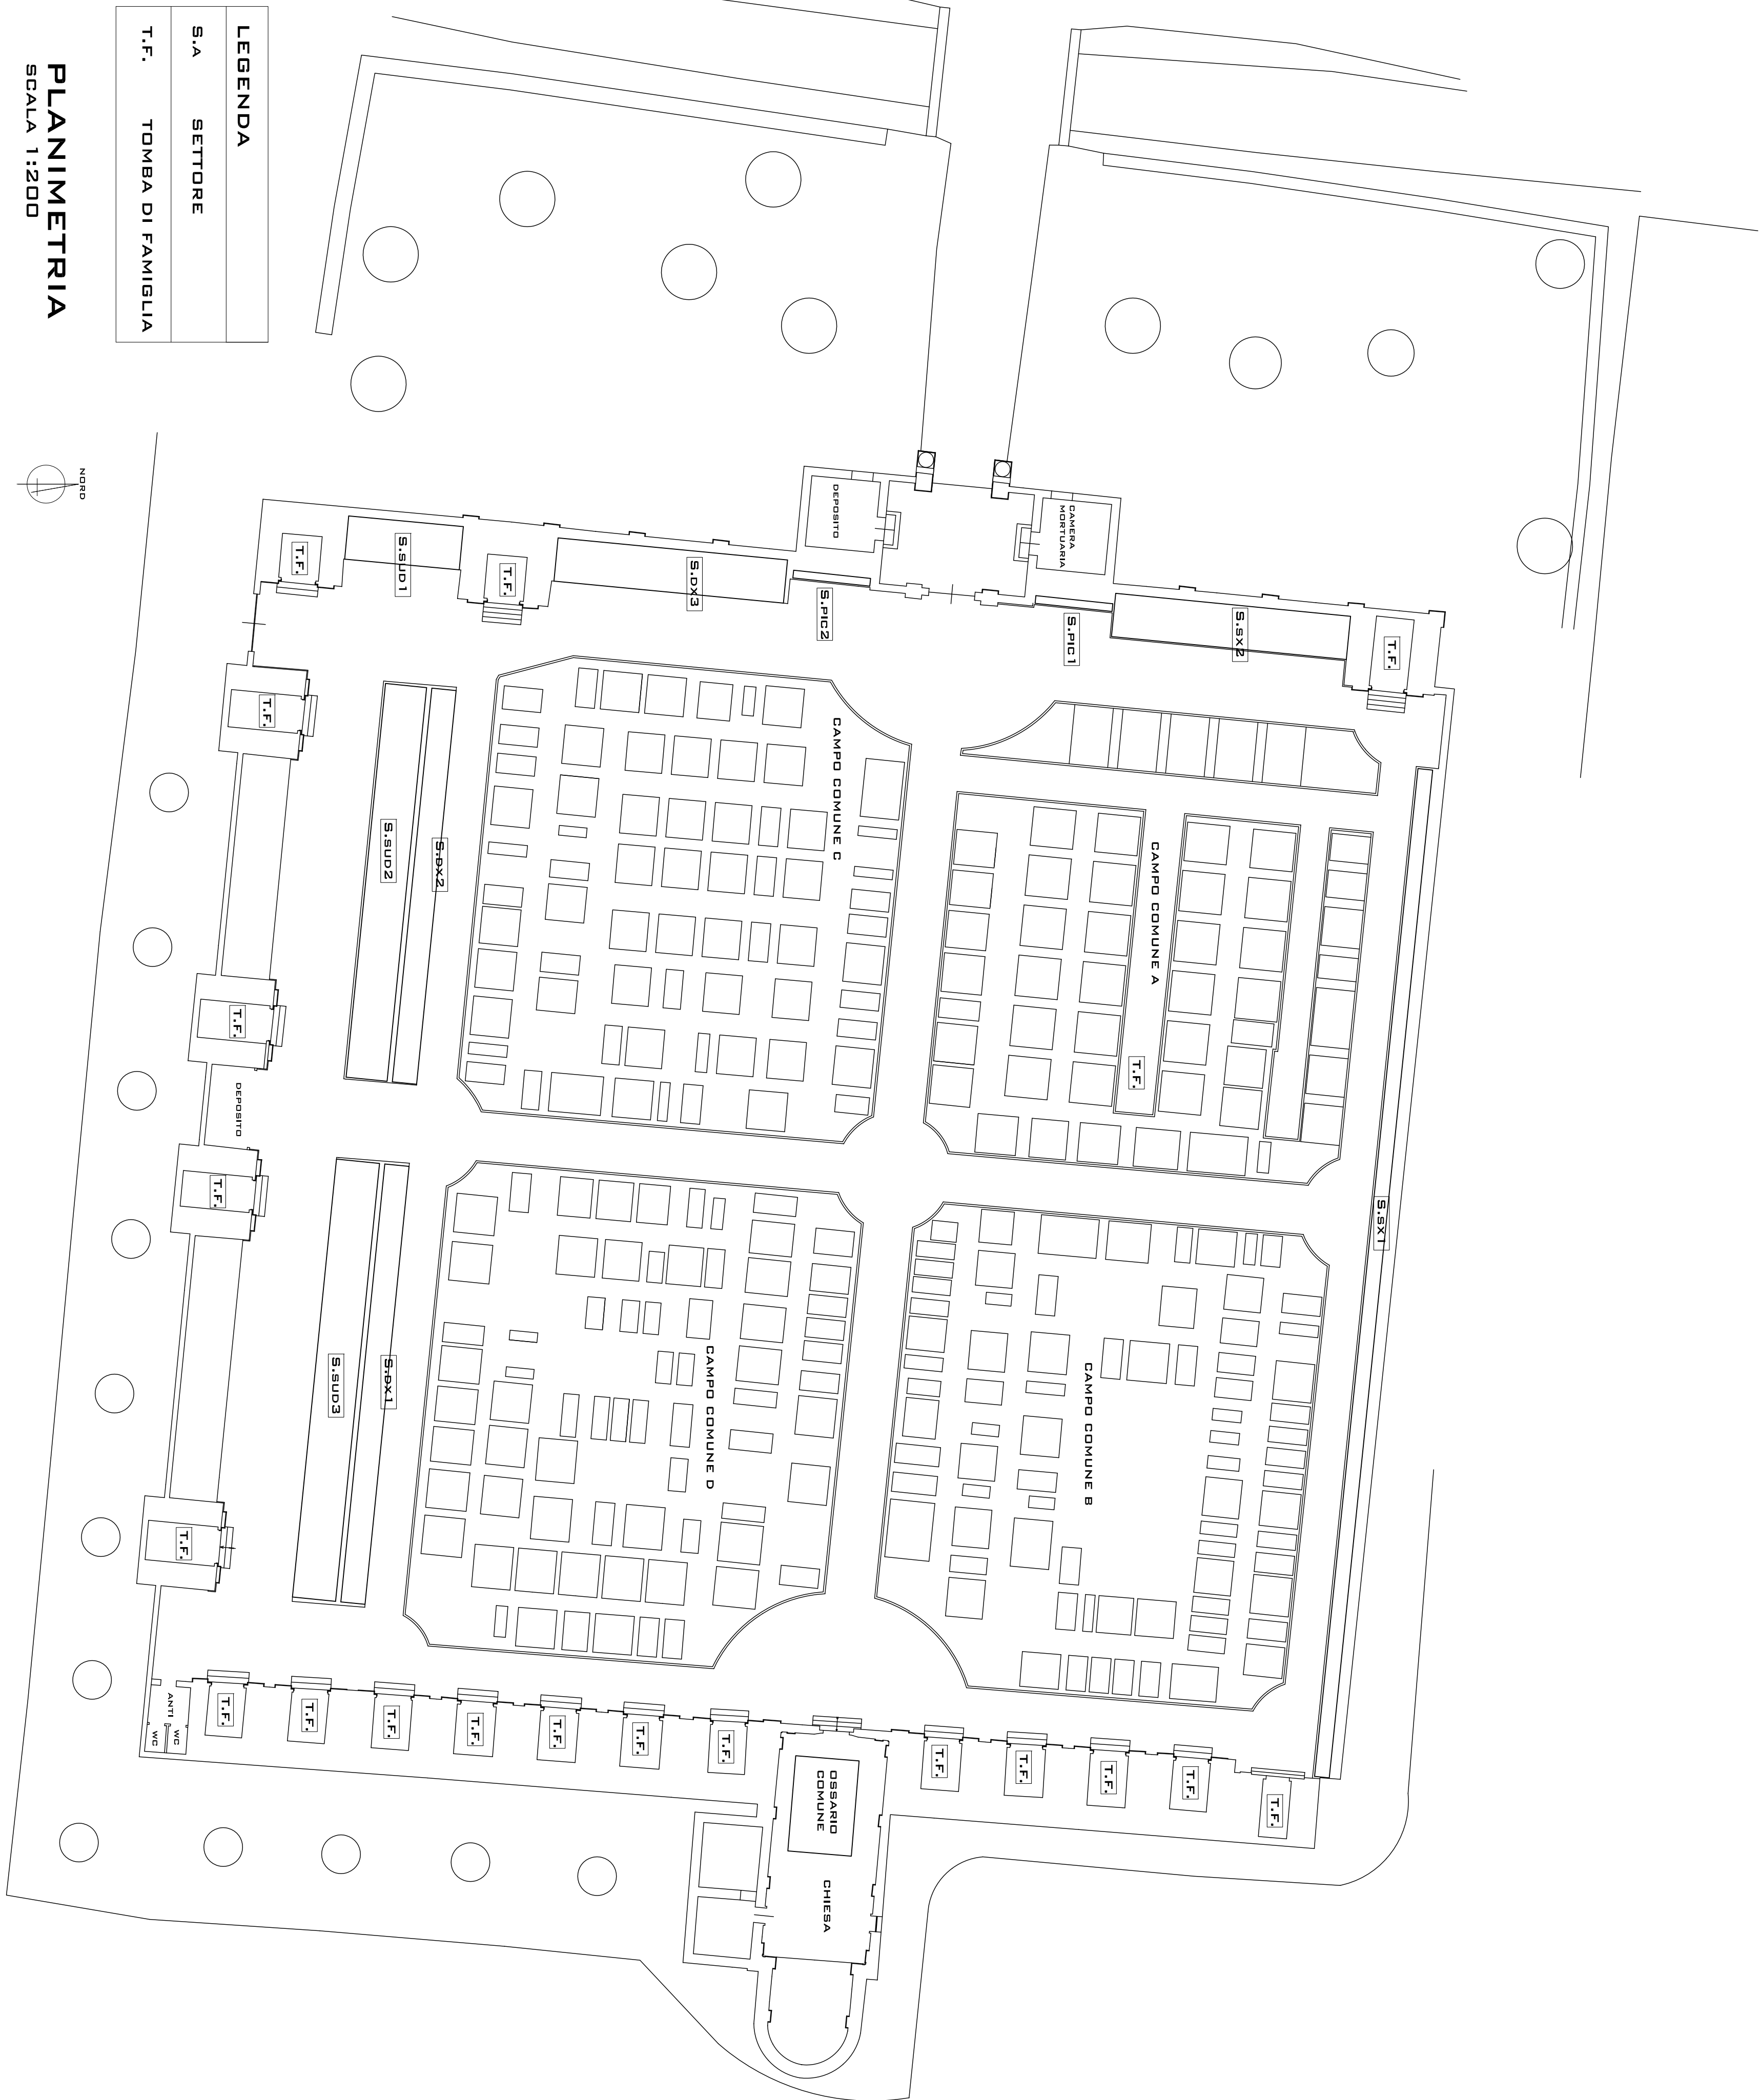 PLANIMETRIA
SCALA 1:200
LEGENDA
S.A SETTORE
T.F. TOMBA DI FAMIGLIA
NORD
DEPOSITO
CAMERA
MORTUARIA
T.F.
S.SUD1
T.F.
S.DX3
S.PIC2
S.PIC1
S.SX2
T.F.
T.F.
S.SUD2
S.DX2
CAMPO COMUNE C
CAMPO COMUNE A
T.F.
T.F.
DEPOSITO
T.F.
S.SX1
S.SUD3
S.DX1
CAMPO COMUNE D
CAMPO COMUNE B
T.F.
ANTI
WC
WC
T.F.
T.F.
T.F.
T.F.
T.F.
T.F.
T.F.
T.F.
T.F.
T.F.
T.F.
T.F.
OSSARIO
COMUNE
CHIESA